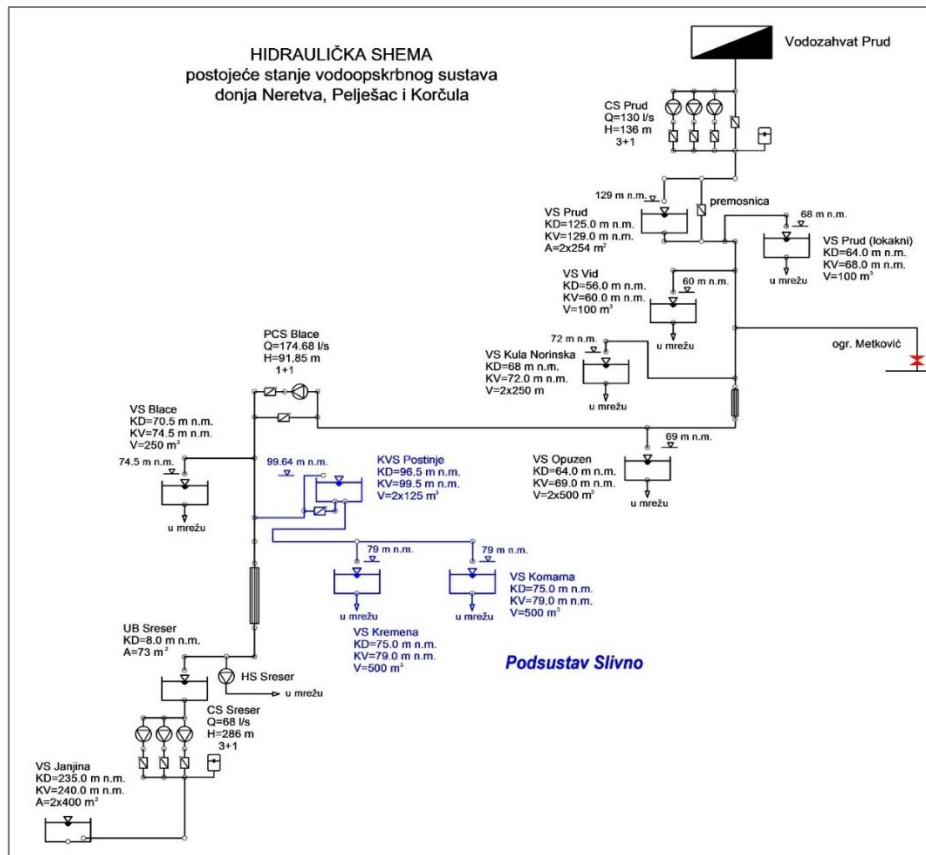 HIDRAULIČKA SHEMA
postojeće stanje vodoopskrbnog sustava
donja Neretva, Pelješac i Korčula
Vodozahvat Prud
CS Prud
Q=130 l/s
H=136 m
3+1
129 m n.m.
premosnica
VS Prud
KD=125.0 m n.m.
KV=129.0 m n.m.
A=2x254 m²
68 m n.m.
VS Prud (lokakni)
KD=64.0 m n.m.
KV=68.0 m n.m.
V=100 m³
u mrežu
VS Vid
KD=56.0 m n.m.
KV=60.0 m n.m.
V=100 m³
60 m n.m.
u mrežu
ogr. Metković
72 m n.m.
VS Kula Norinska
KD=68 m n.m.
KV=72.0 m n.m.
V=2x250 m
u mrežu
PCS Blace
Q=174.68 l/s
H=91.85 m
1+1
VS Blace
KD=70.5 m n.m.
KV=74.5 m n.m.
V=250 m³
74.5 m n.m.
u mrežu
99.64 m n.m.
KVS Postinje
KD=96.5 m n.m.
KV=99.5 m n.m.
V=2x125 m³
69 m n.m.
VS Opuzen
KD=64.0 m n.m.
KV=69.0 m n.m.
V=2x500 m³
u mrežu
79 m n.m.
u mrežu
VS Kremena
KD=75.0 m n.m.
KV=79.0 m n.m.
V=500 m³
79 m n.m.
VS Komarna
KD=75.0 m n.m.
KV=79.0 m n.m.
V=500 m³
u mrežu
Podsustav Slivno
UB Sreser
KD=8.0 m n.m.
A=73 m²
HS Sreser
u mrežu
CS Sreser
Q=68 l/s
H=286 m
3+1
VS Janjina
KD=235.0 m n.m.
KV=240.0 m n.m.
A=2x400 m²